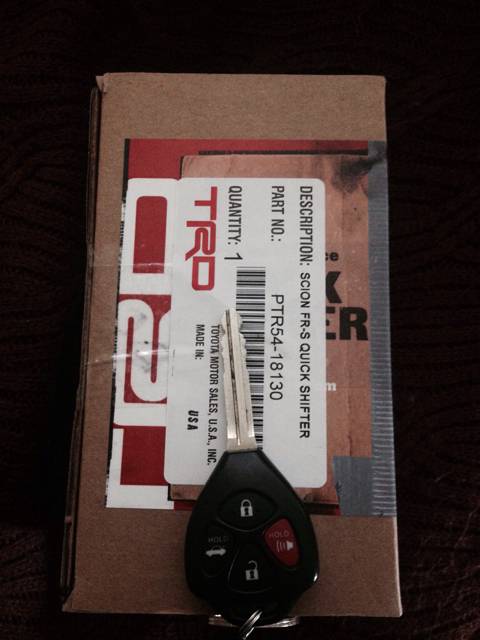 DESCRIPTION: SCION FR-S QUICK SHIFTER
PART NO.: PTR54-18130
QUANTITY: 1
TRD
TOYOTA MOTOR SALES, U.S.A., INC.
MADE IN: USA
HOLD
HOLD